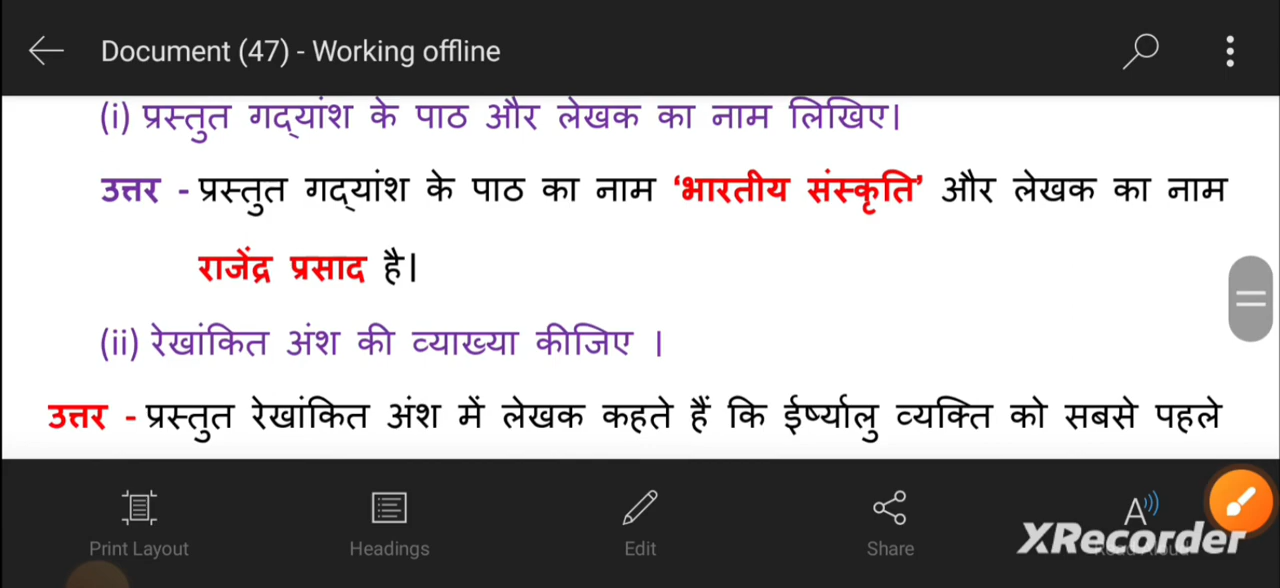 Document (47) - Working offline
(i) प्रस्तुत गद्यांश के पाठ और लेखक का नाम लिखिए।
उत्तर - प्रस्तुत गद्यांश के पाठ का नाम ‘भारतीय संस्कृति’ और लेखक का नाम
राजेंद्र प्रसाद है।
(ii) रेखांकित अंश की व्याख्या कीजिए ।
उत्तर - प्रस्तुत रेखांकित अंश में लेखक कहते हैं कि ईर्ष्यालु व्यक्ति को सबसे पहले
Print Layout Headings Edit Share
XRecorder